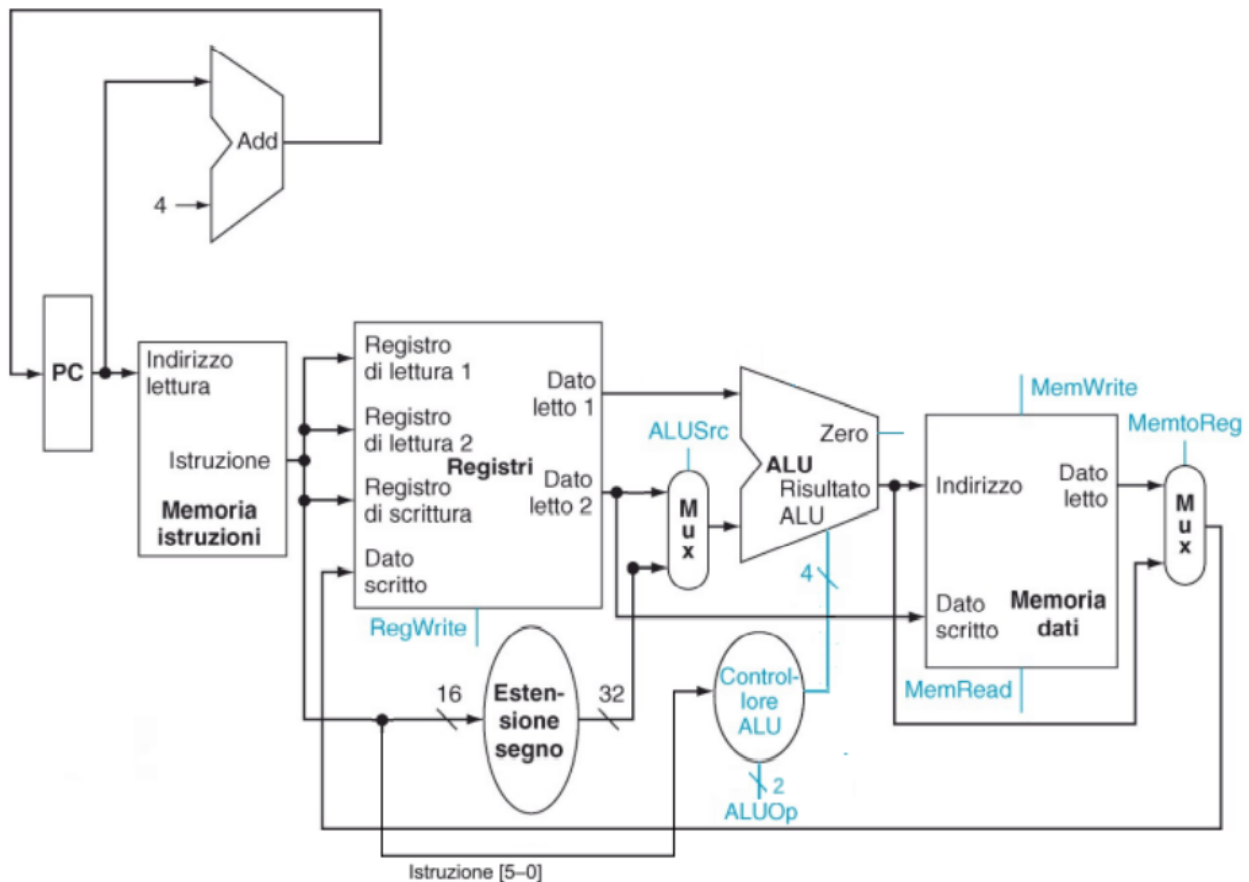 Add
4
PC
Indirizzo
lettura
Istruzione
Memoria
istruzioni
Registro
di lettura 1
Registro
di lettura 2
Registri
Registro
di scrittura
Dato
scritto
Dato
letto 1
Dato
letto 2
RegWrite
16
Esten-
sione
segno
32
ALUSrc
M
u
x
ALU
Zero
Risultato
ALU
4
Control-
lore
ALU
2
ALUOp
MemWrite
Indirizzo
Dato
letto
Dato
scritto
Memoria
dati
MemRead
MemtoReg
M
u
x
Istruzione [5–0]